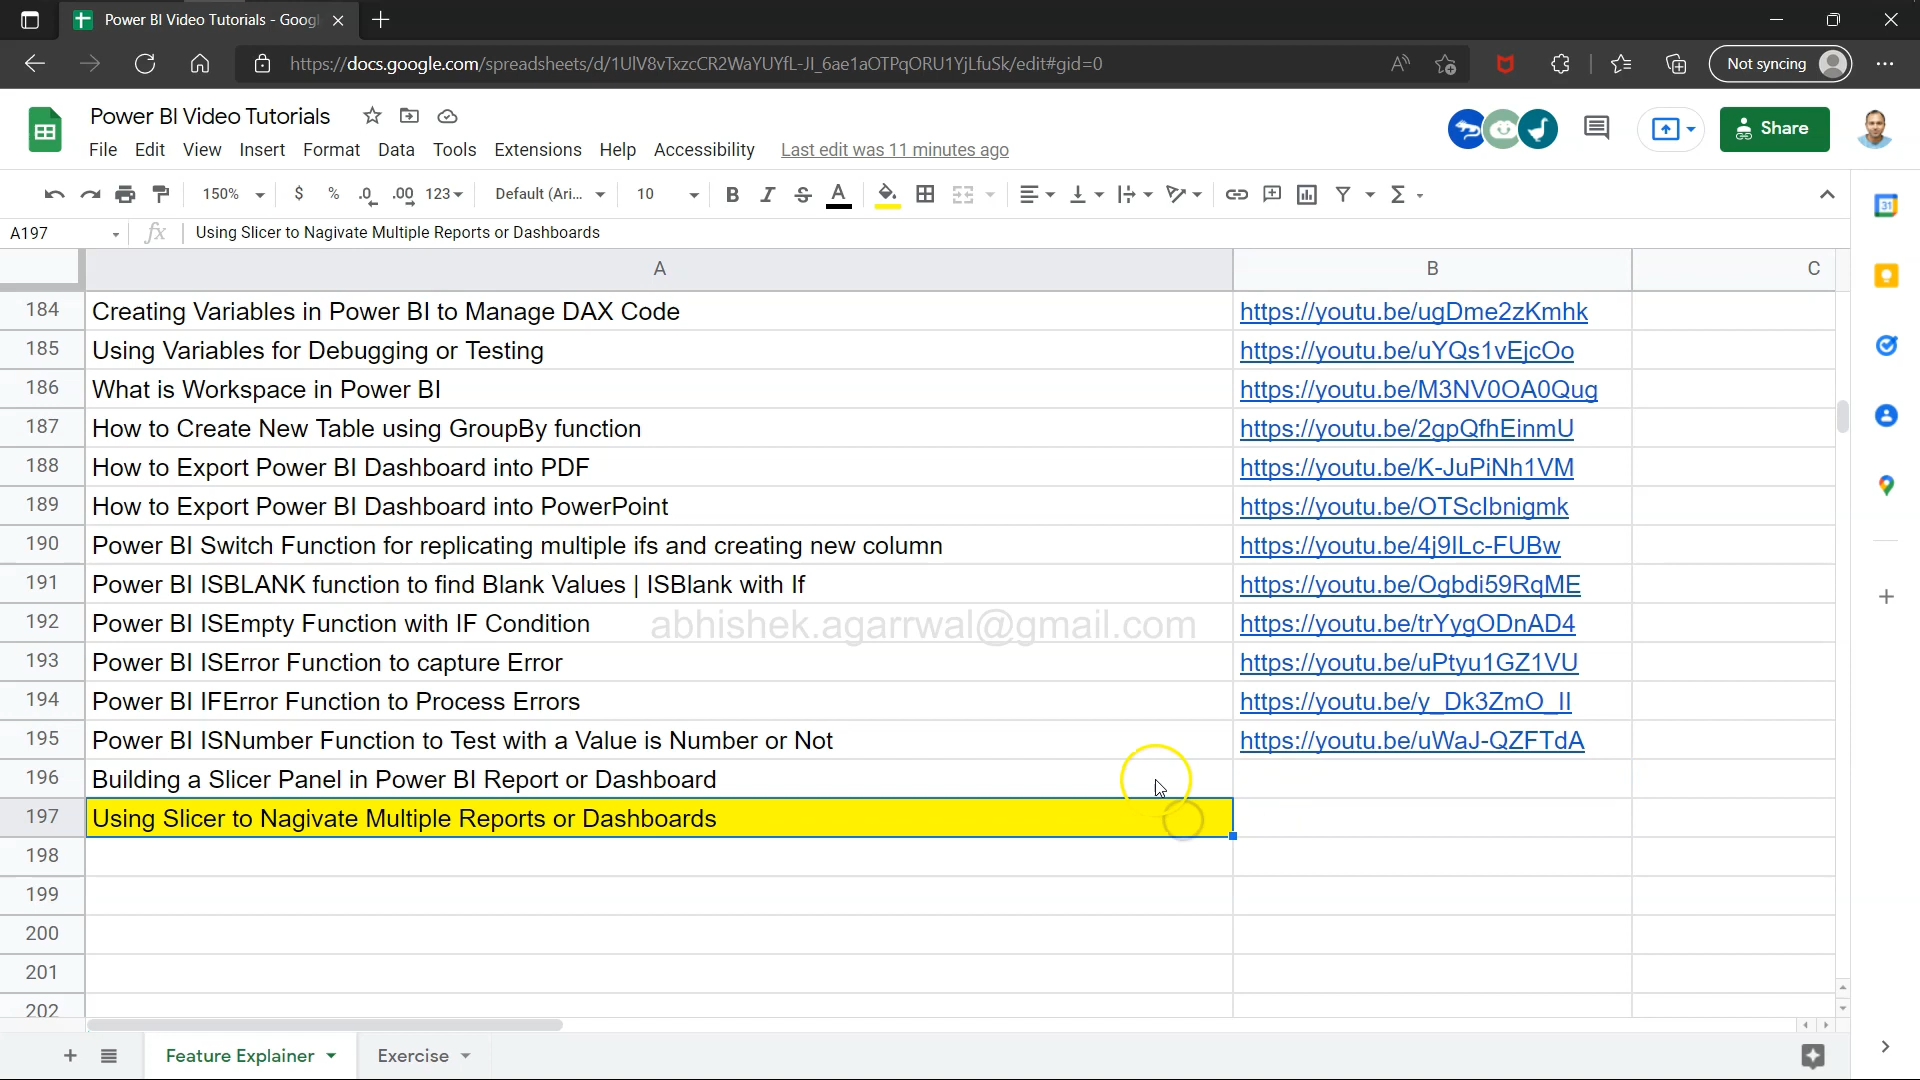 Power BI Video Tutorials - Goog
https://docs.google.com/spreadsheets/d/1UlV8vTxzcCR2WaYUYfL-JI_6ae1aOTPqORU1YjLfuSk/edit#gid=0
Not syncing
Power BI Video Tutorials
File Edit View Insert Format Data Tools Extensions Help Accessibility Last edit was 11 minutes ago
Share
150% $ % .0 .00 123 Default (Ari... 10 B I S A
A197 fx Using Slicer to Nagivate Multiple Reports or Dashboards
A B C
184 Creating Variables in Power BI to Manage DAX Code https://youtu.be/ugDme2zKmhk
185 Using Variables for Debugging or Testing https://youtu.be/uYQs1vEjcOo
186 What is Workspace in Power BI https://youtu.be/M3NV0OA0Qug
187 How to Create New Table using GroupBy function https://youtu.be/2gpQfhEinmU
188 How to Export Power BI Dashboard into PDF https://youtu.be/K-JuPiNh1VM
189 How to Export Power BI Dashboard into PowerPoint https://youtu.be/OTSclbnigmk
190 Power BI Switch Function for replicating multiple ifs and creating new column https://youtu.be/4j9ILc-FUBw
191 Power BI ISBLANK function to find Blank Values | ISBlank with If https://youtu.be/Ogbdi59RqME
192 Power BI ISEmpty Function with IF Condition https://youtu.be/trYygODnAD4
abhishek.agarrwal@gmail.com
193 Power BI ISError Function to capture Error https://youtu.be/uPtyu1GZ1VU
194 Power BI IFError Function to Process Errors https://youtu.be/y_Dk3ZmO_II
195 Power BI ISNumber Function to Test with a Value is Number or Not https://youtu.be/uWaJ-QZFTdA
196 Building a Slicer Panel in Power BI Report or Dashboard
197 Using Slicer to Nagivate Multiple Reports or Dashboards
198
199
200
201
202
Feature Explainer Exercise